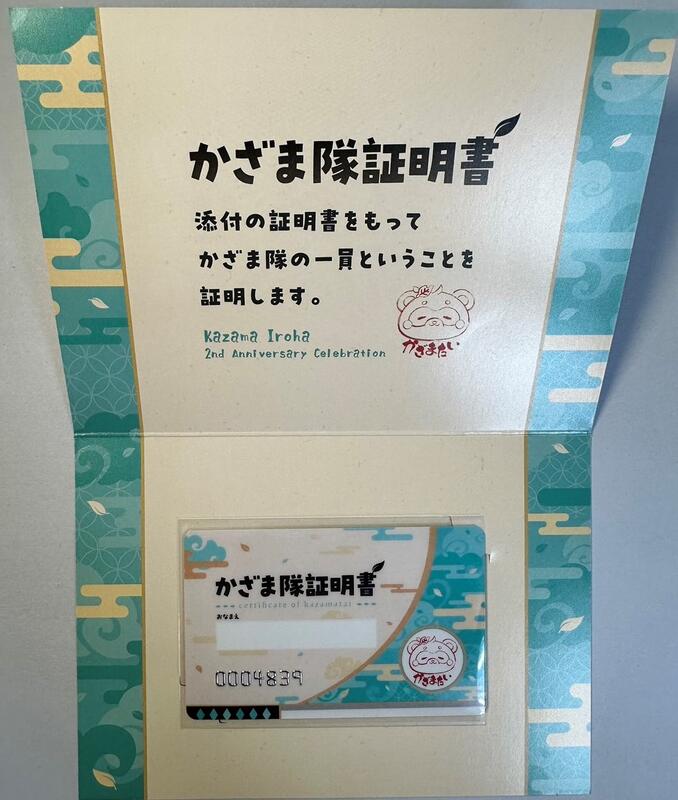 かざま隊証明書
添付の証明書をもって
かざま隊の一員ということを
証明します。
Kazama Iroha
2nd Anniversary Celebration
かざまたい
かざま隊証明書
certificate of kazamatai
おなまえ
0004839
かざまたい